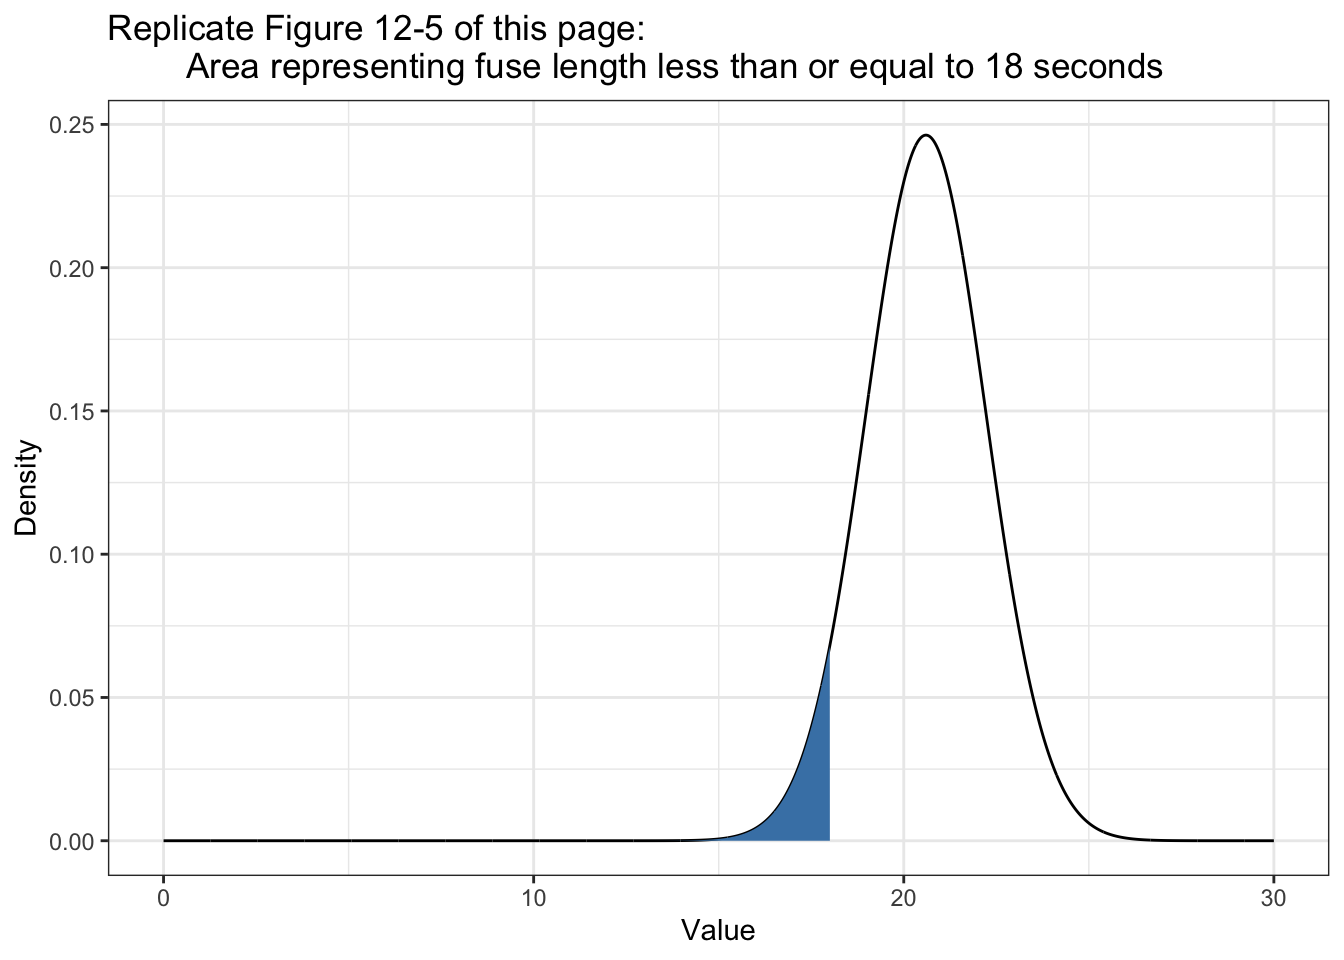 Replicate Figure 12-5 of this page:
Area representing fuse length less than or equal to 18 seconds
0.25
0.20
0.15
0.10
0.05
0.00
Density
0 10 20 30
Value